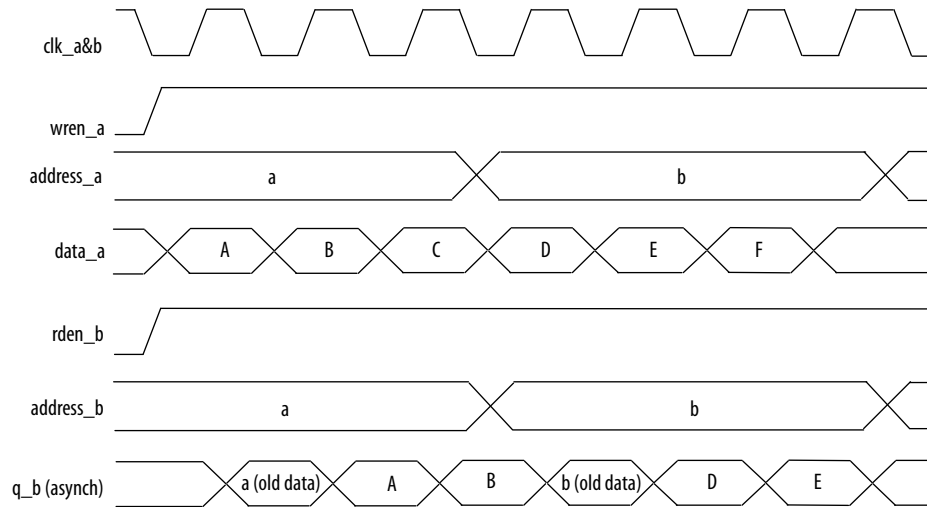 clk_a&b
wren_a
address_a a b
data_a A B C D E F
rden_b
address_b a b
q_b (asynch) a (old data) A B b (old data) D E